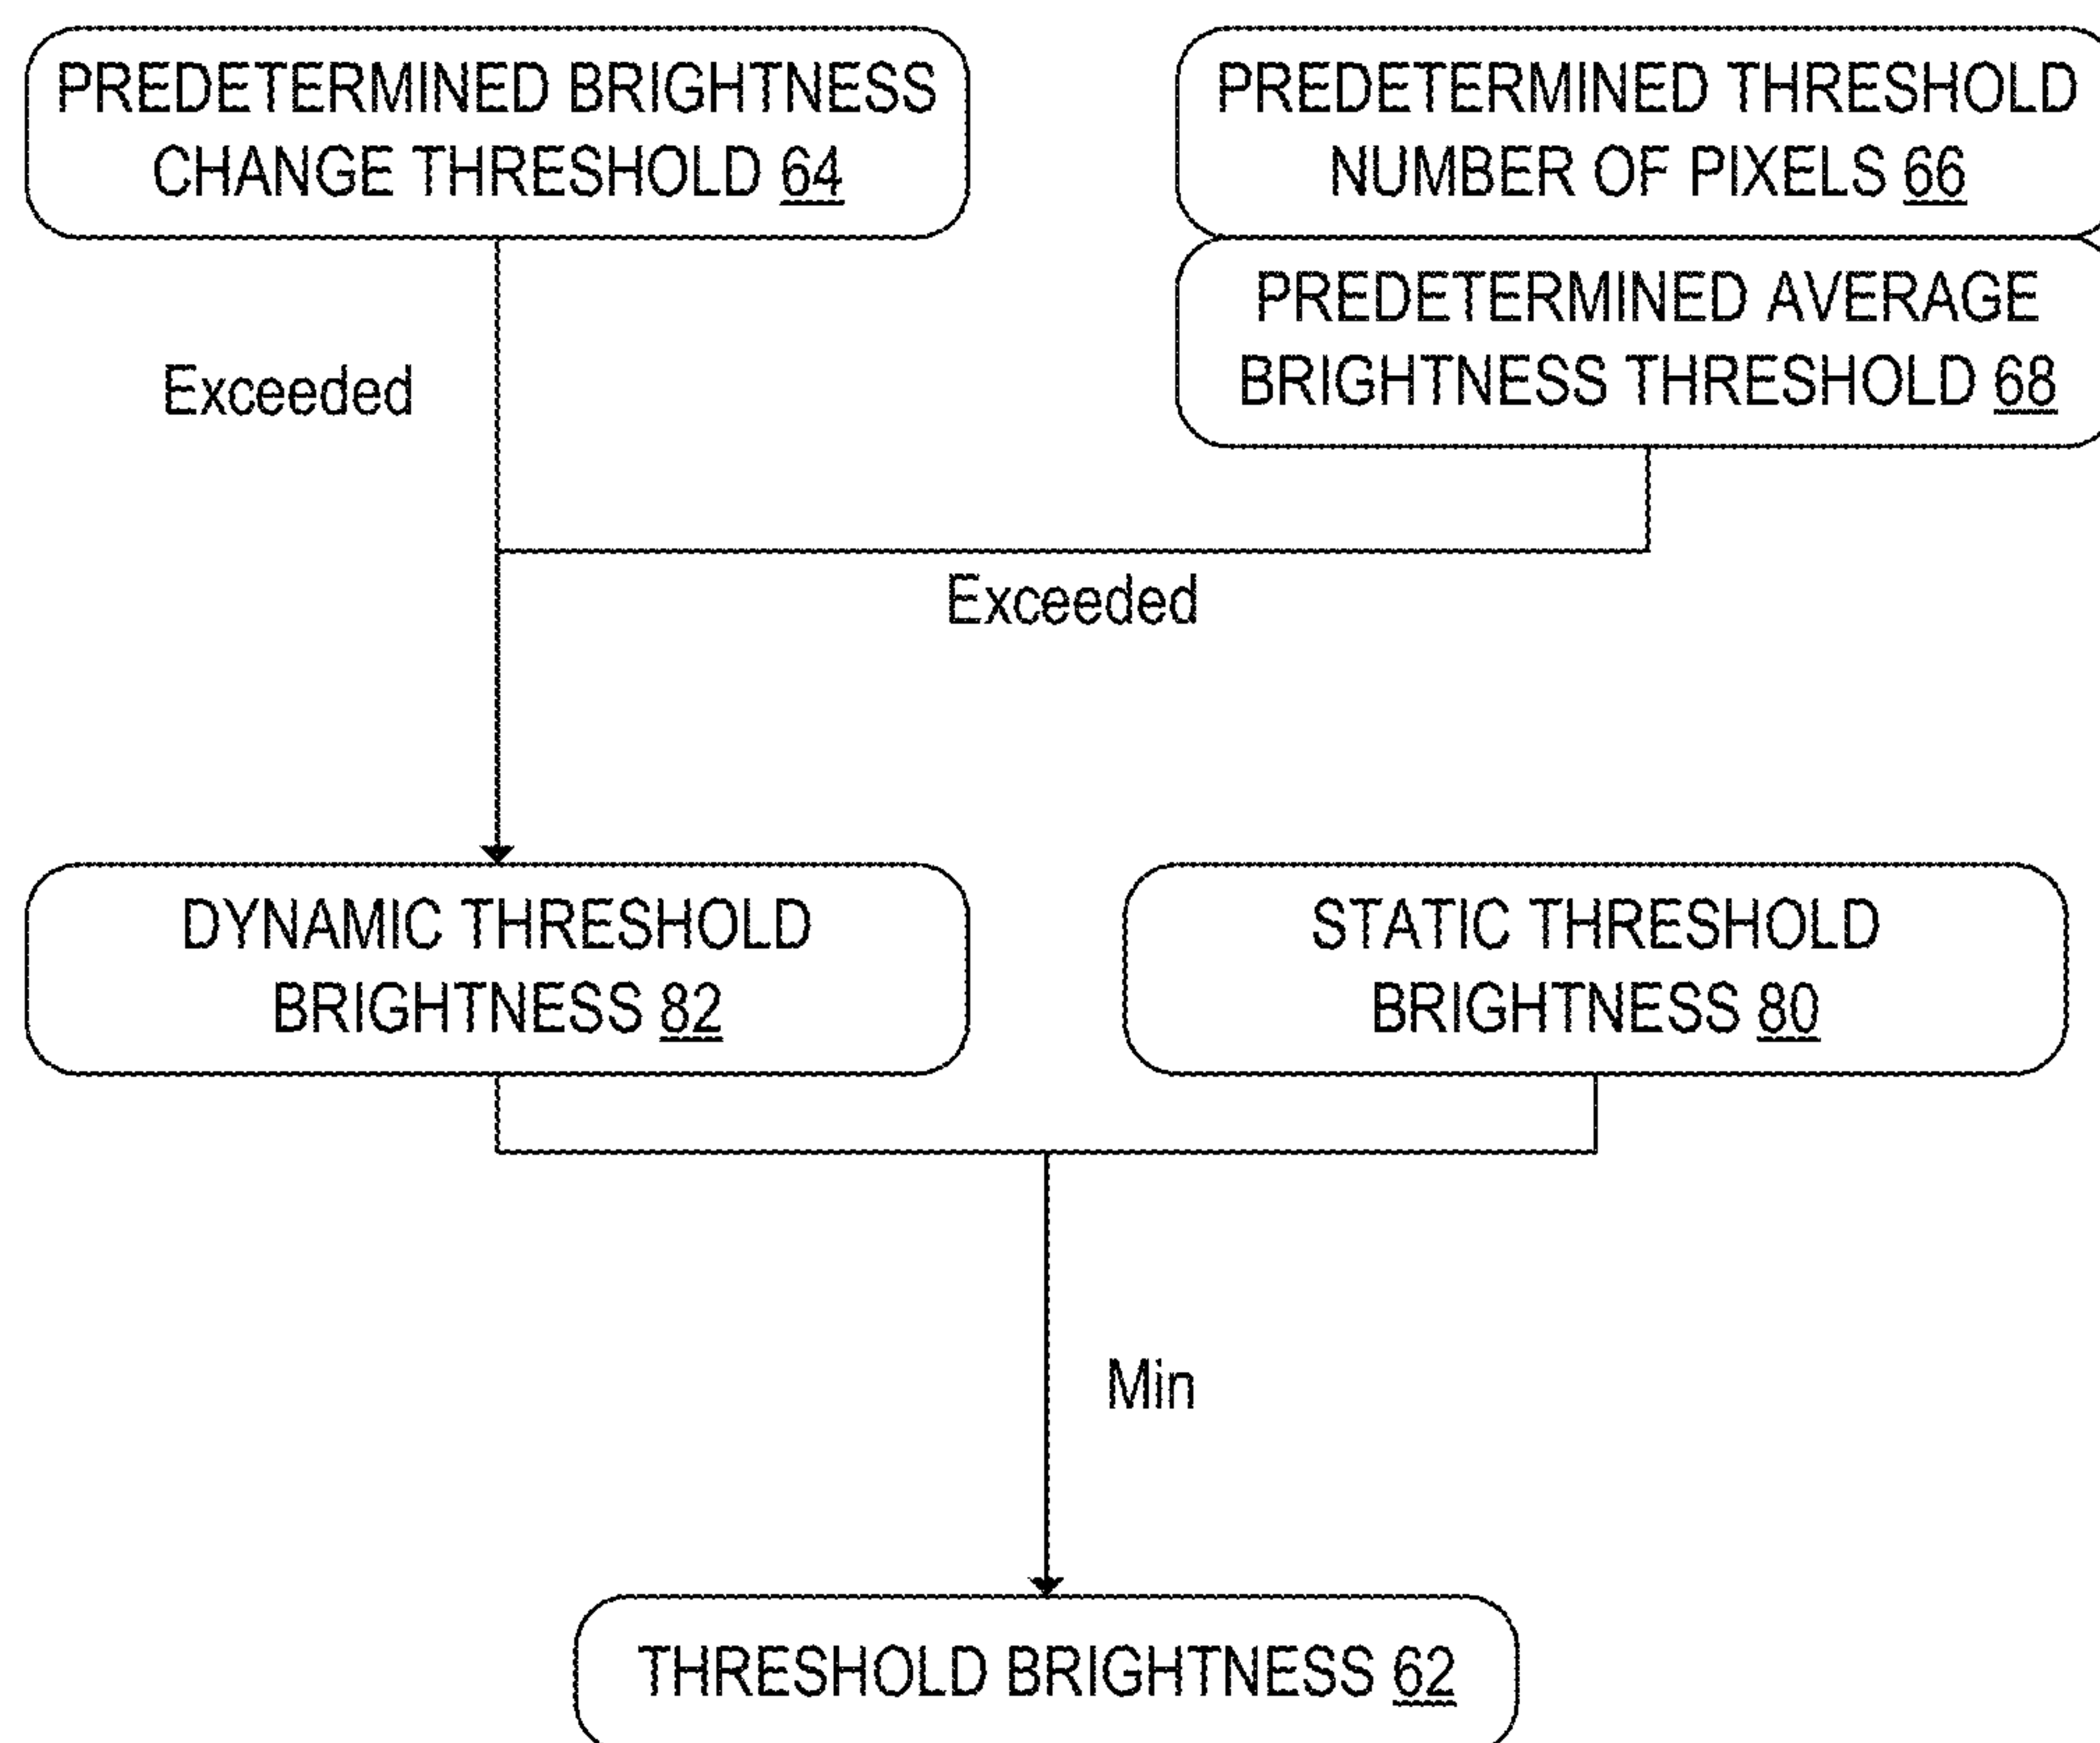 PREDETERMINED BRIGHTNESS
CHANGE THRESHOLD 64
PREDETERMINED THRESHOLD
NUMBER OF PIXELS 66
PREDETERMINED AVERAGE
BRIGHTNESS THRESHOLD 68
Exceeded
Exceeded
DYNAMIC THRESHOLD
BRIGHTNESS 82
STATIC THRESHOLD
BRIGHTNESS 80
Min
THRESHOLD BRIGHTNESS 62